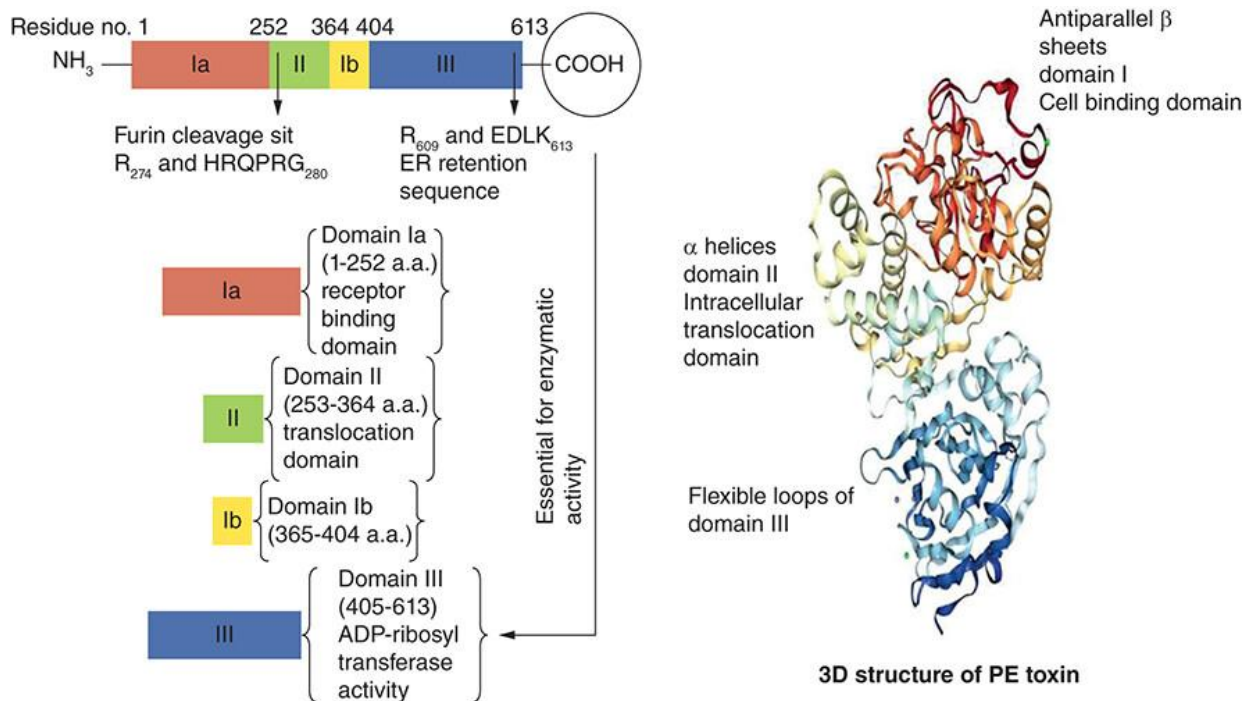 Residue no. 1 252 364 404 613
NH3 Ia II Ib III COOH
Furin cleavage sit
R274 and HRQPRG280
R609 and EDLK613
ER retention
sequence
Ia
Domain Ia
(1-252 a.a.)
receptor
binding
domain
II
Domain II
(253-364 a.a.)
translocation
domain
Ib
Domain Ib
(365-404 a.a.)
III
Domain III
(405-613)
ADP-ribosyl
transferase
activity
Essential for enzymatic
activity
Antiparallel β
sheets
domain I
Cell binding domain
α helices
domain II
Intracellular
translocation
domain
Flexible loops of
domain III
3D structure of PE toxin